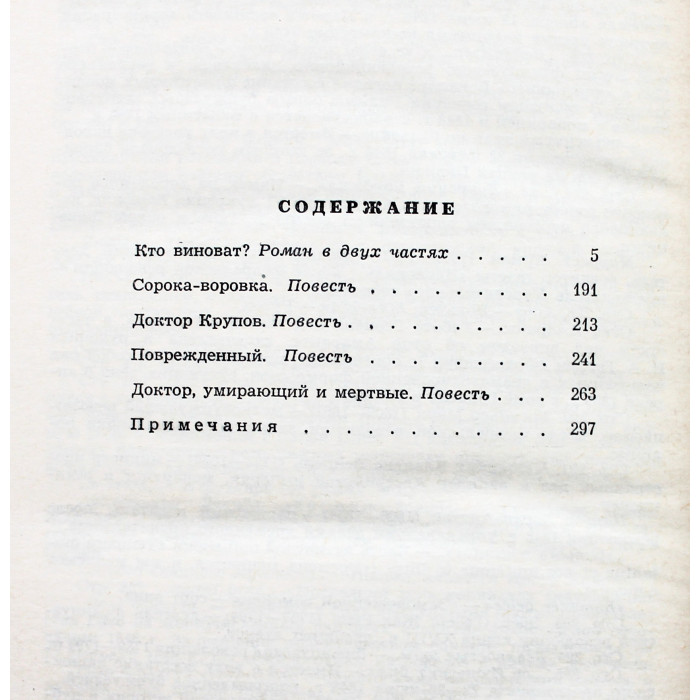 СОДЕРЖАНИЕ
Кто виноват? Роман в двух частях . . . . . 5
Сорока-воровка. Повесть . . . . . . . . . 191
Доктор Крупов. Повесть . . . . . . . . . . 213
Поврежденный. Повесть . . . . . . . . . 241
Доктор, умирающий и мертвые. Повесть . . . 263
Примечания . . . . . . . . . . . . 297